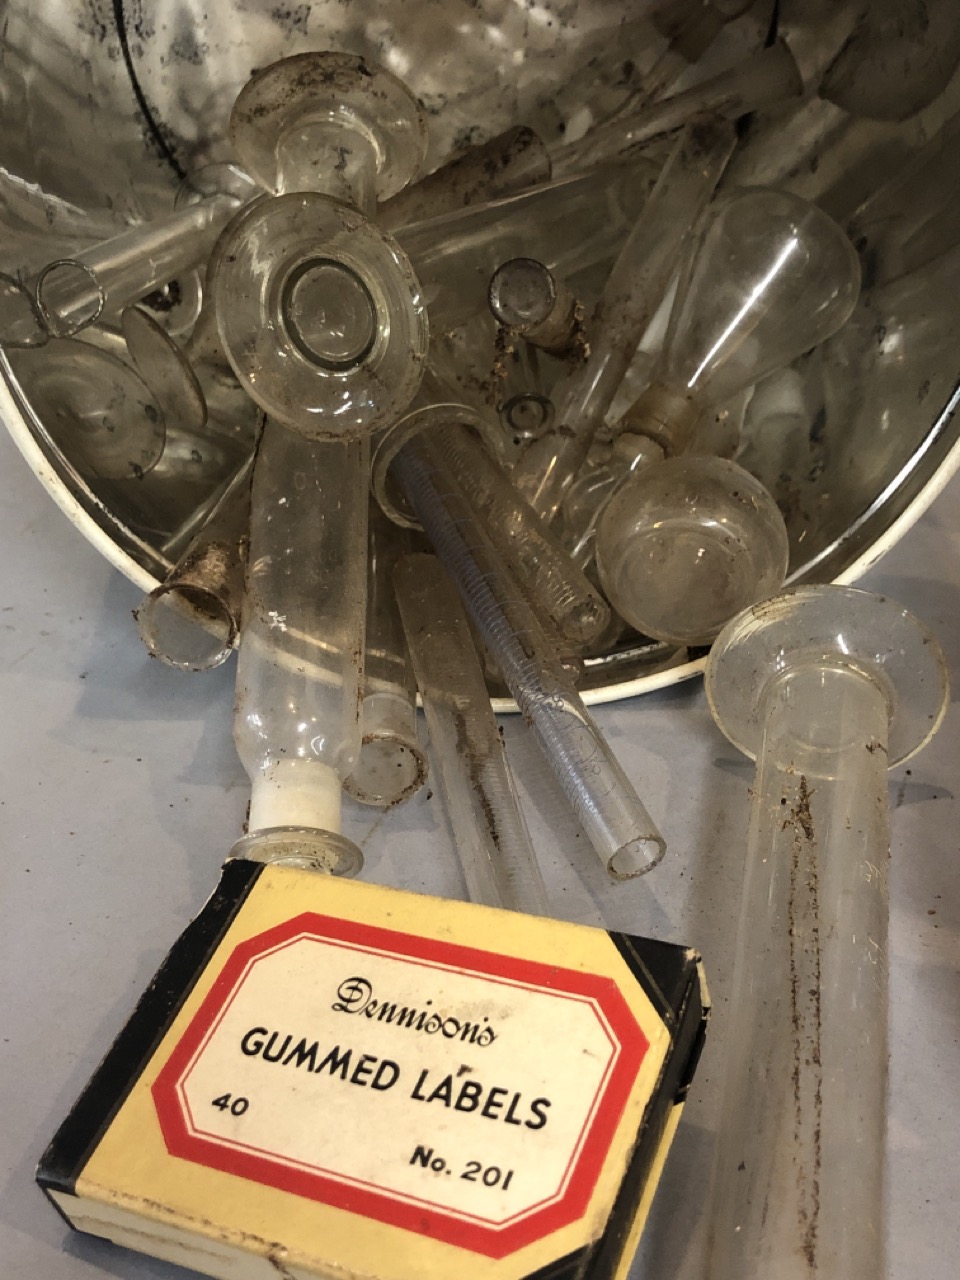 Dennison's
GUMMED LABELS
40
No. 201